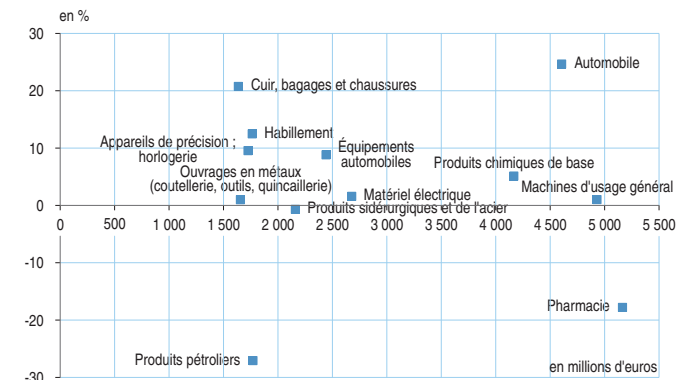 en %
30
Automobile
20
Cuir, bagages et chaussures
Habillement
10
Appareils de précision ;
horlogerie
Équipements
automobiles
Produits chimiques de base
Ouvrages en métaux
(coutellerie, outils, quincaillerie)
Matériel électrique
Machines d'usage général
0
Produits sidérurgiques et de l'acier
0 500 1 000 1 500 2 000 2 500 3 000 3 500 4 000 4 500 5 000 5 500
-10
Pharmacie
-20
Produits pétroliers
en millions d'euros
-30